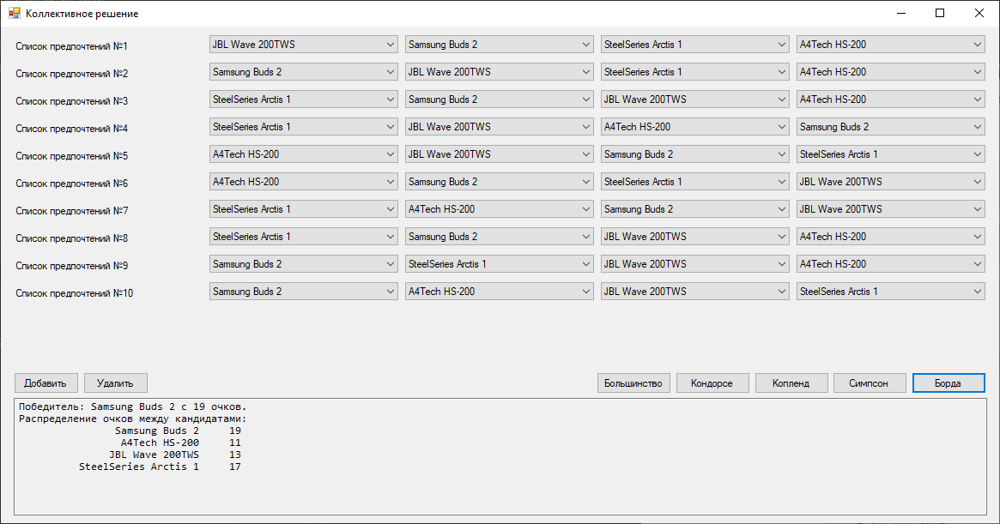 Коллективное решение
Список предпочтений №1 JBL Wave 200TWS Samsung Buds 2 SteelSeries Arctis 1 A4Tech HS-200
Список предпочтений №2 Samsung Buds 2 JBL Wave 200TWS SteelSeries Arctis 1 A4Tech HS-200
Список предпочтений №3 SteelSeries Arctis 1 Samsung Buds 2 JBL Wave 200TWS A4Tech HS-200
Список предпочтений №4 SteelSeries Arctis 1 JBL Wave 200TWS A4Tech HS-200 Samsung Buds 2
Список предпочтений №5 A4Tech HS-200 JBL Wave 200TWS Samsung Buds 2 SteelSeries Arctis 1
Список предпочтений №6 A4Tech HS-200 Samsung Buds 2 SteelSeries Arctis 1 JBL Wave 200TWS
Список предпочтений №7 SteelSeries Arctis 1 A4Tech HS-200 Samsung Buds 2 JBL Wave 200TWS
Список предпочтений №8 SteelSeries Arctis 1 Samsung Buds 2 JBL Wave 200TWS A4Tech HS-200
Список предпочтений №9 Samsung Buds 2 SteelSeries Arctis 1 JBL Wave 200TWS A4Tech HS-200
Список предпочтений №10 Samsung Buds 2 A4Tech HS-200 JBL Wave 200TWS SteelSeries Arctis 1
Добавить Удалить Большинство Кондорсе Копленд Симпсон Борда
Победитель: Samsung Buds 2 с 19 очков.
Распределение очков между кандидатами:
Samsung Buds 2 19
A4Tech HS-200 11
JBL Wave 200TWS 13
SteelSeries Arctis 1 17